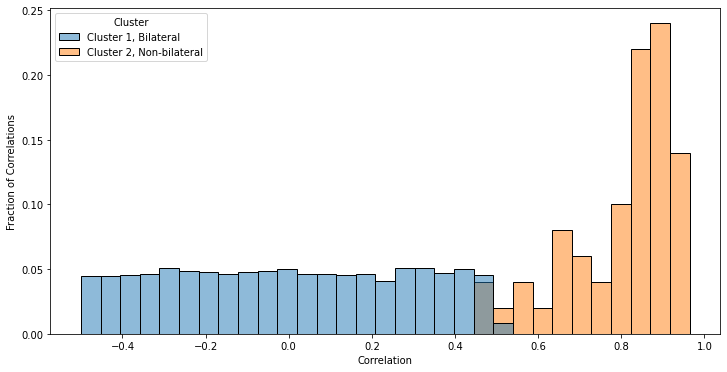 Cluster
Cluster 1, Bilateral
Cluster 2, Non-bilateral
Fraction of Correlations
0.25
0.20
0.15
0.10
0.05
0.00
−0.4
−0.2
0.0
0.2
0.4
0.6
0.8
1.0
Correlation